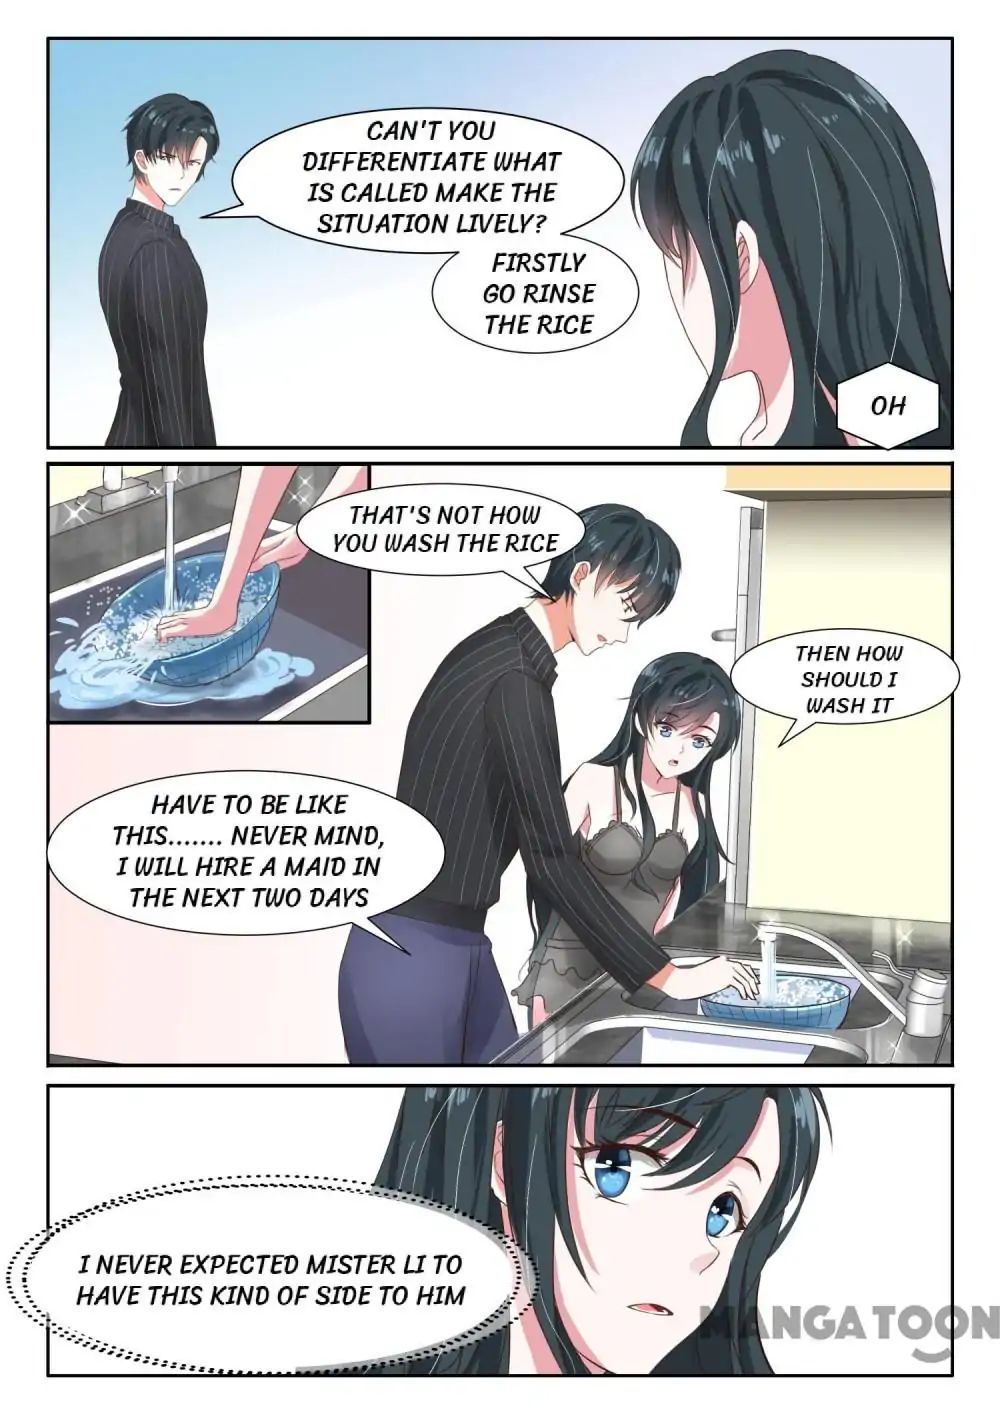 CAN'T YOU
DIFFERENTIATE WHAT
IS CALLED MAKE THE
SITUATION LIVELY?
FIRSTLY
GO RINSE
THE RICE
OH
THAT'S NOT HOW
YOU WASH THE RICE
THEN HOW
SHOULD I
WASH IT
HAVE TO BE LIKE
THIS....... NEVER MIND,
I WILL HIRE A MAID IN
THE NEXT TWO DAYS
I NEVER EXPECTED MISTER LI TO
HAVE THIS KIND OF SIDE TO HIM
MANGATOON